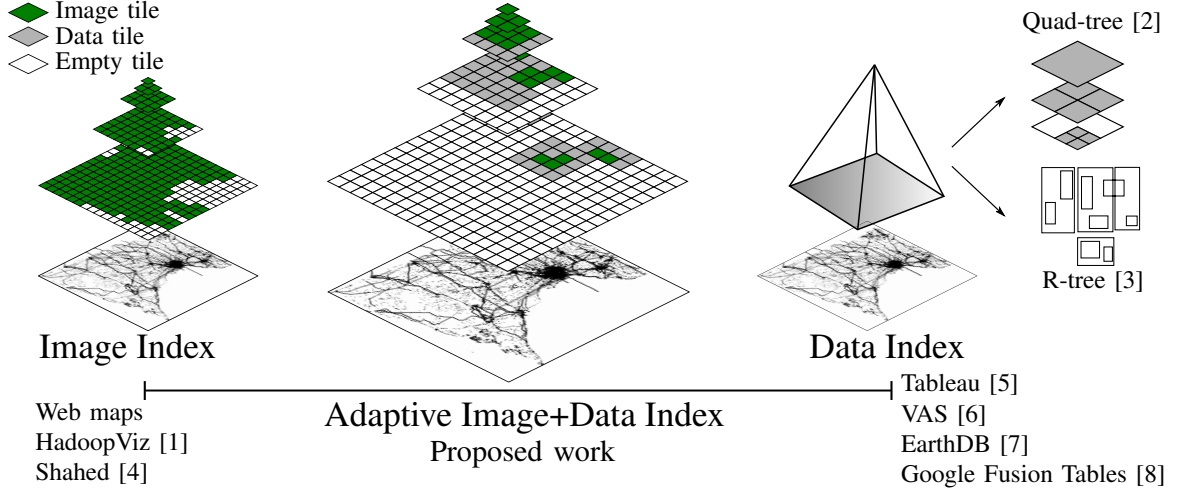 Image tile
Data tile
Empty tile
Quad-tree [2]
R-tree [3]
Image Index
Data Index
Adaptive Image+Data Index
Proposed work
Web maps
HadoopViz [1]
Shahed [4]
Tableau [5]
VAS [6]
EarthDB [7]
Google Fusion Tables [8]